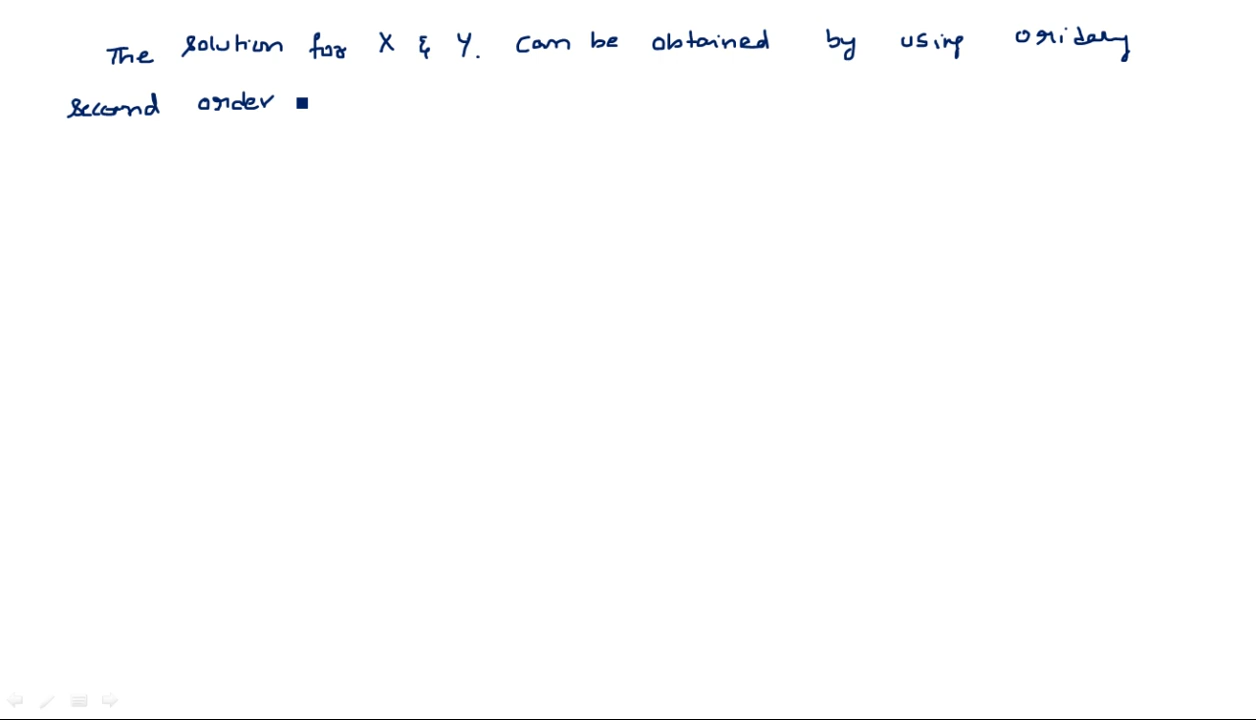 The solution for X & Y. Can be obtained by using oridary
second order